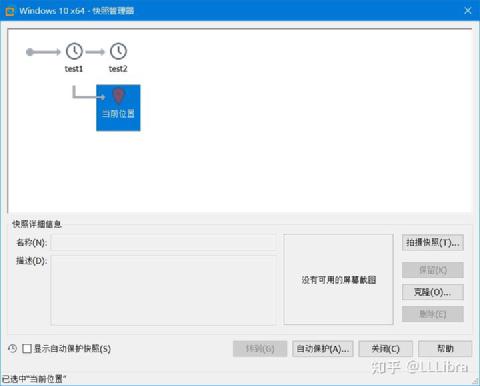 Windows 10 x64 - 快照管理器
test1
test2
当前位置
快照详细信息
名称(N):
描述(D):
没有可用的屏幕截图
拍摄快照(T)...
保留(K)
克隆(O)...
删除(E)
显示自动保护快照(S)
转到(G)
自动保护(A)...
关闭(C)
帮助
已选中"当前位置"
知乎 @LLLibra